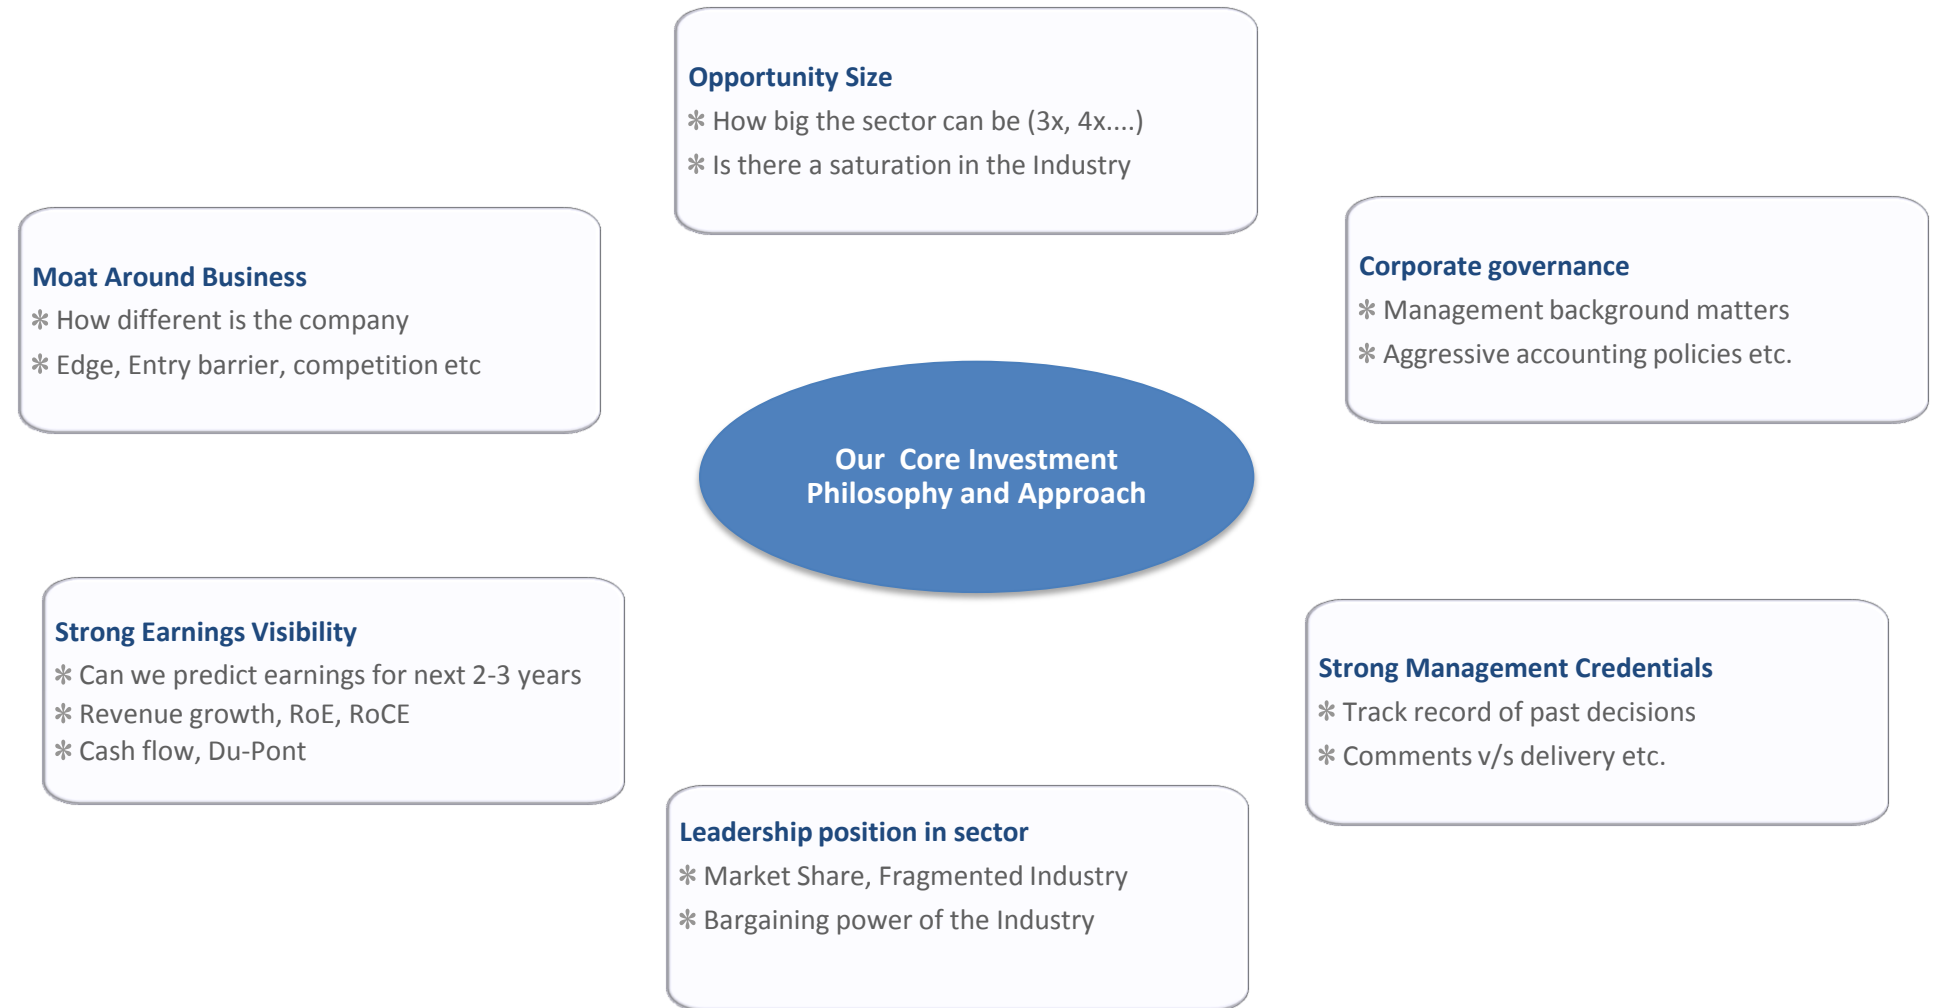 Opportunity Size
✻ How big the sector can be (3x, 4x....)
✻ Is there a saturation in the Industry
Moat Around Business
✻ How different is the company
✻ Edge, Entry barrier, competition etc
Corporate governance
✻ Management background matters
✻ Aggressive accounting policies etc.
Our Core Investment
Philosophy and Approach
Strong Earnings Visibility
✻ Can we predict earnings for next 2-3 years
✻ Revenue growth, RoE, RoCE
✻ Cash flow, Du-Pont
Strong Management Credentials
✻ Track record of past decisions
✻ Comments v/s delivery etc.
Leadership position in sector
✻ Market Share, Fragmented Industry
✻ Bargaining power of the Industry